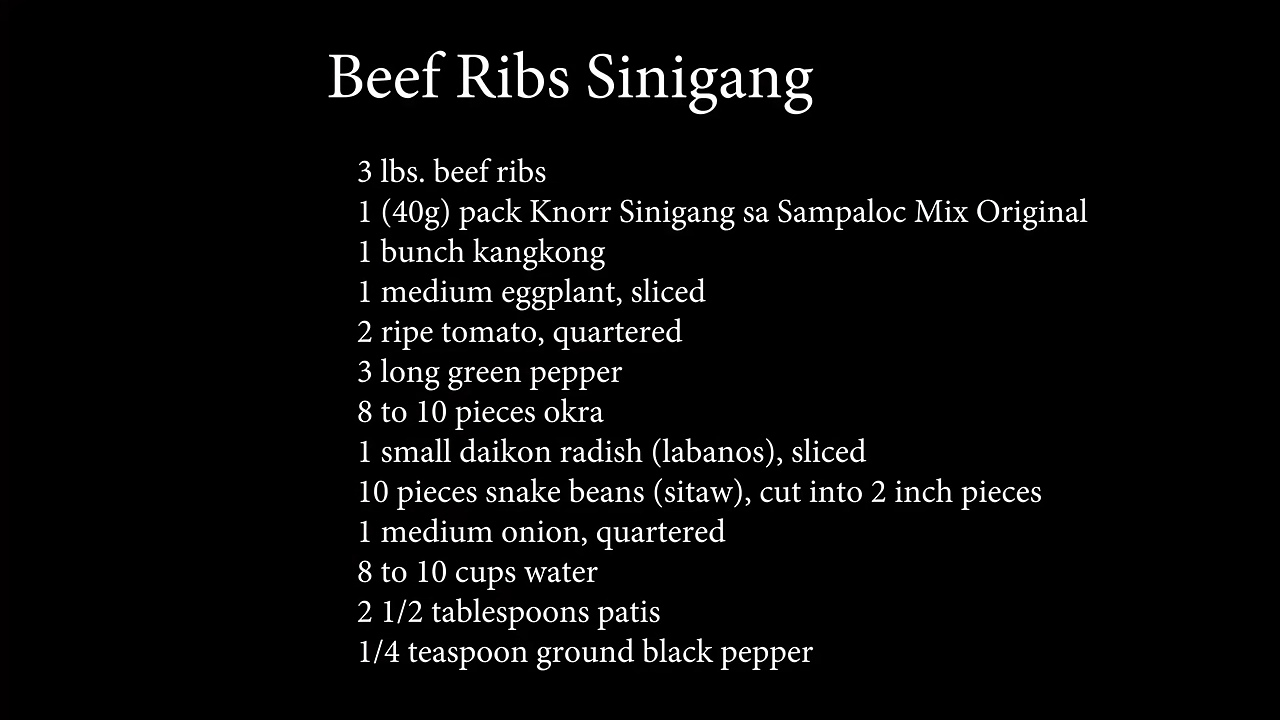 Beef Ribs Sinigang
3 lbs. beef ribs
1 (40g) pack Knorr Sinigang sa Sampaloc Mix Original
1 bunch kangkong
1 medium eggplant, sliced
2 ripe tomato, quartered
3 long green pepper
8 to 10 pieces okra
1 small daikon radish (labanos), sliced
10 pieces snake beans (sitaw), cut into 2 inch pieces
1 medium onion, quartered
8 to 10 cups water
2 1/2 tablespoons patis
1/4 teaspoon ground black pepper